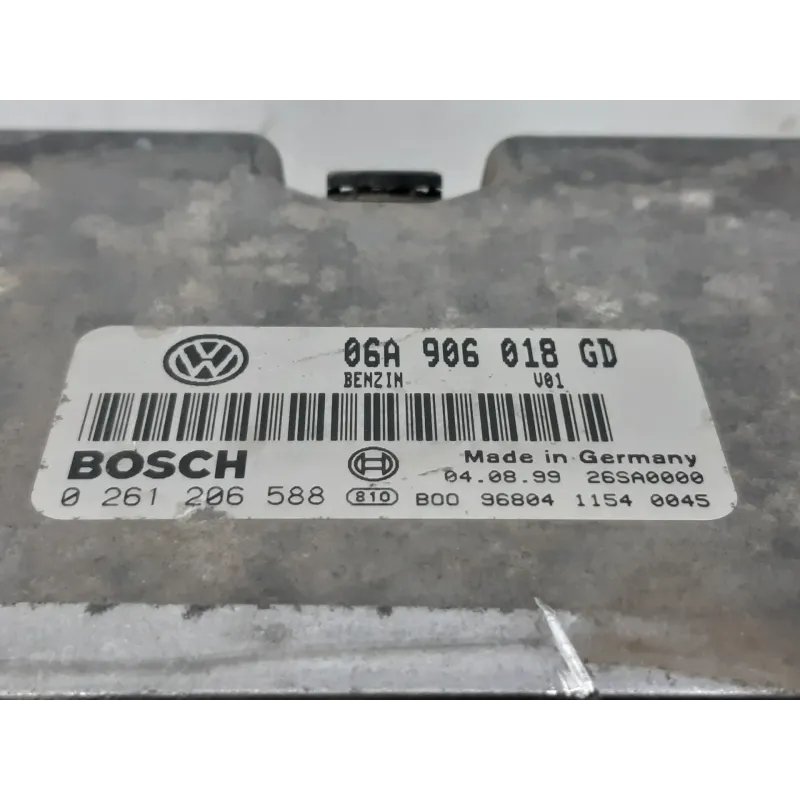 VW 06A 906 018 GD
BENZIN V01
BOSCH Made in Germany
04.08.99 26SA0000
0 261 206 588 810 B00 96804 1154 0045